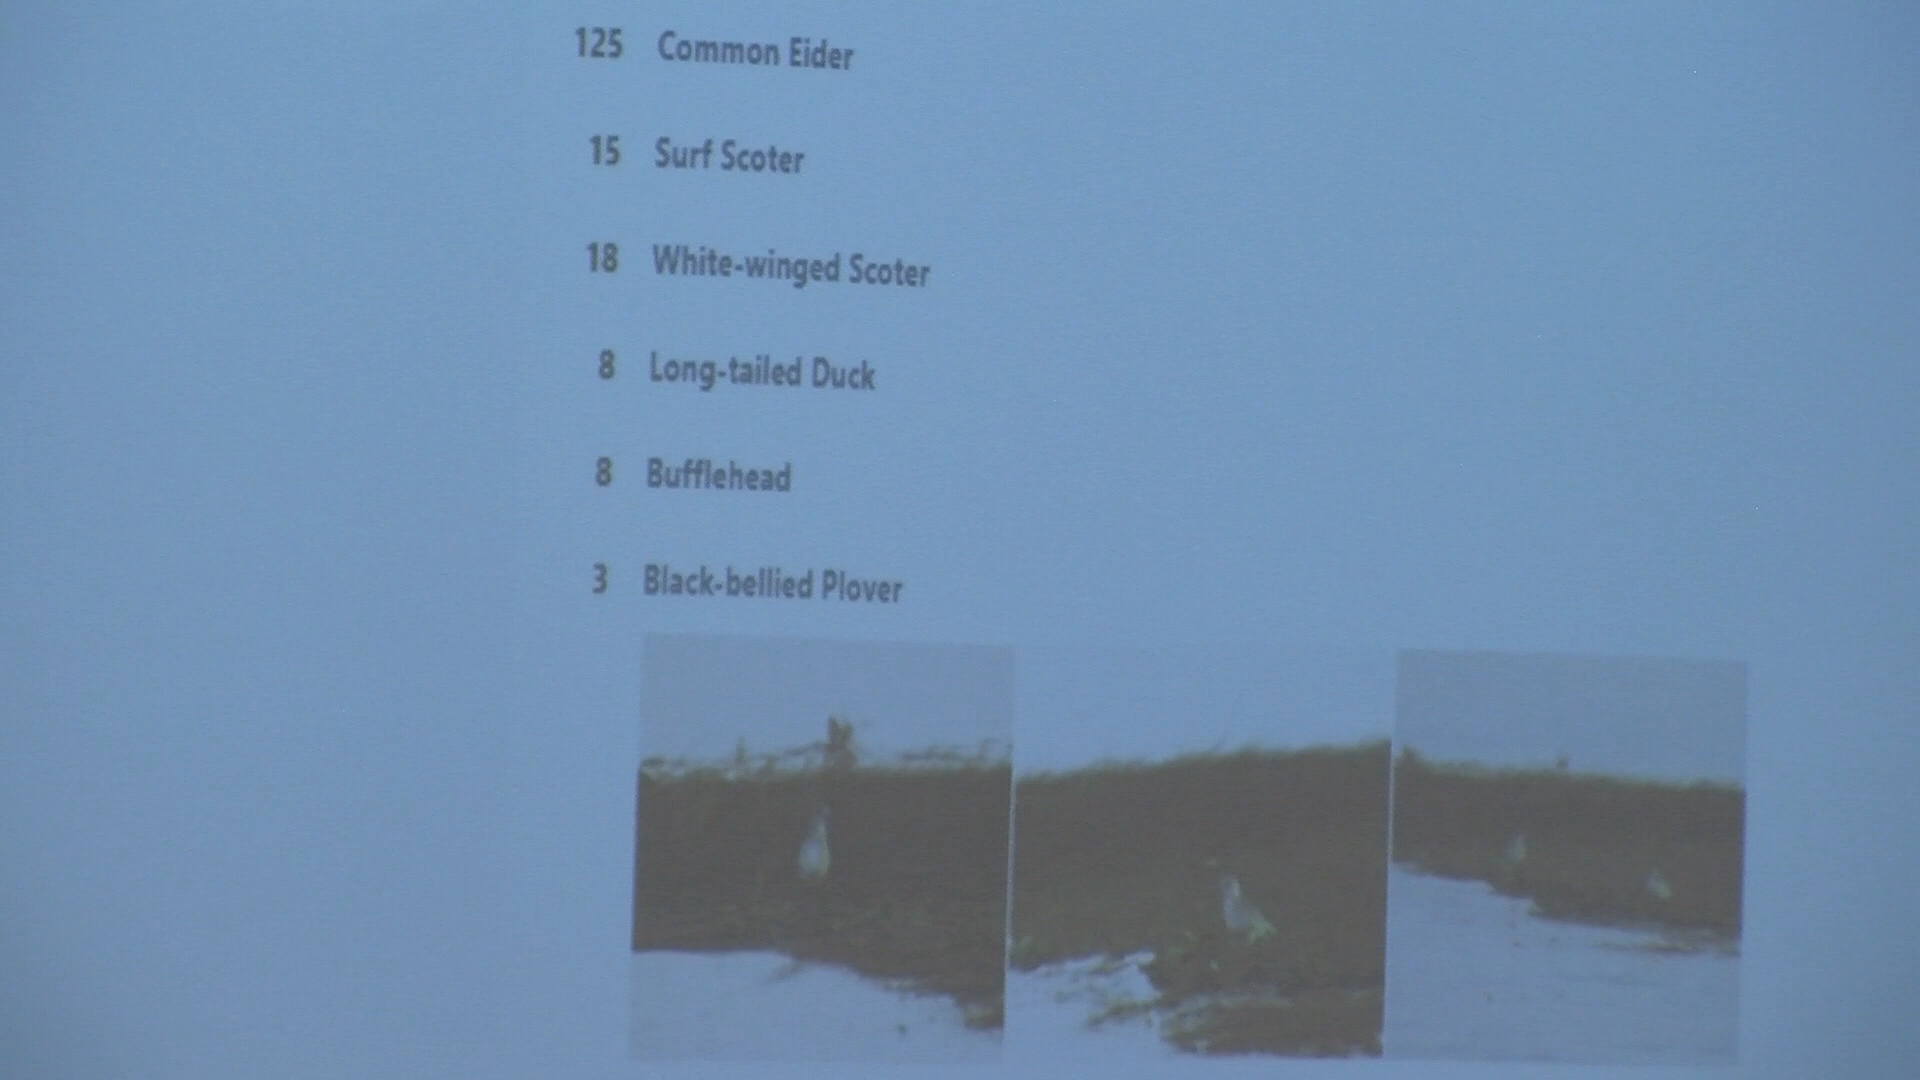 125 Common Eider
15 Surf Scoter
18 White-winged Scoter
8 Long-tailed Duck
8 Bufflehead
3 Black-bellied Plover